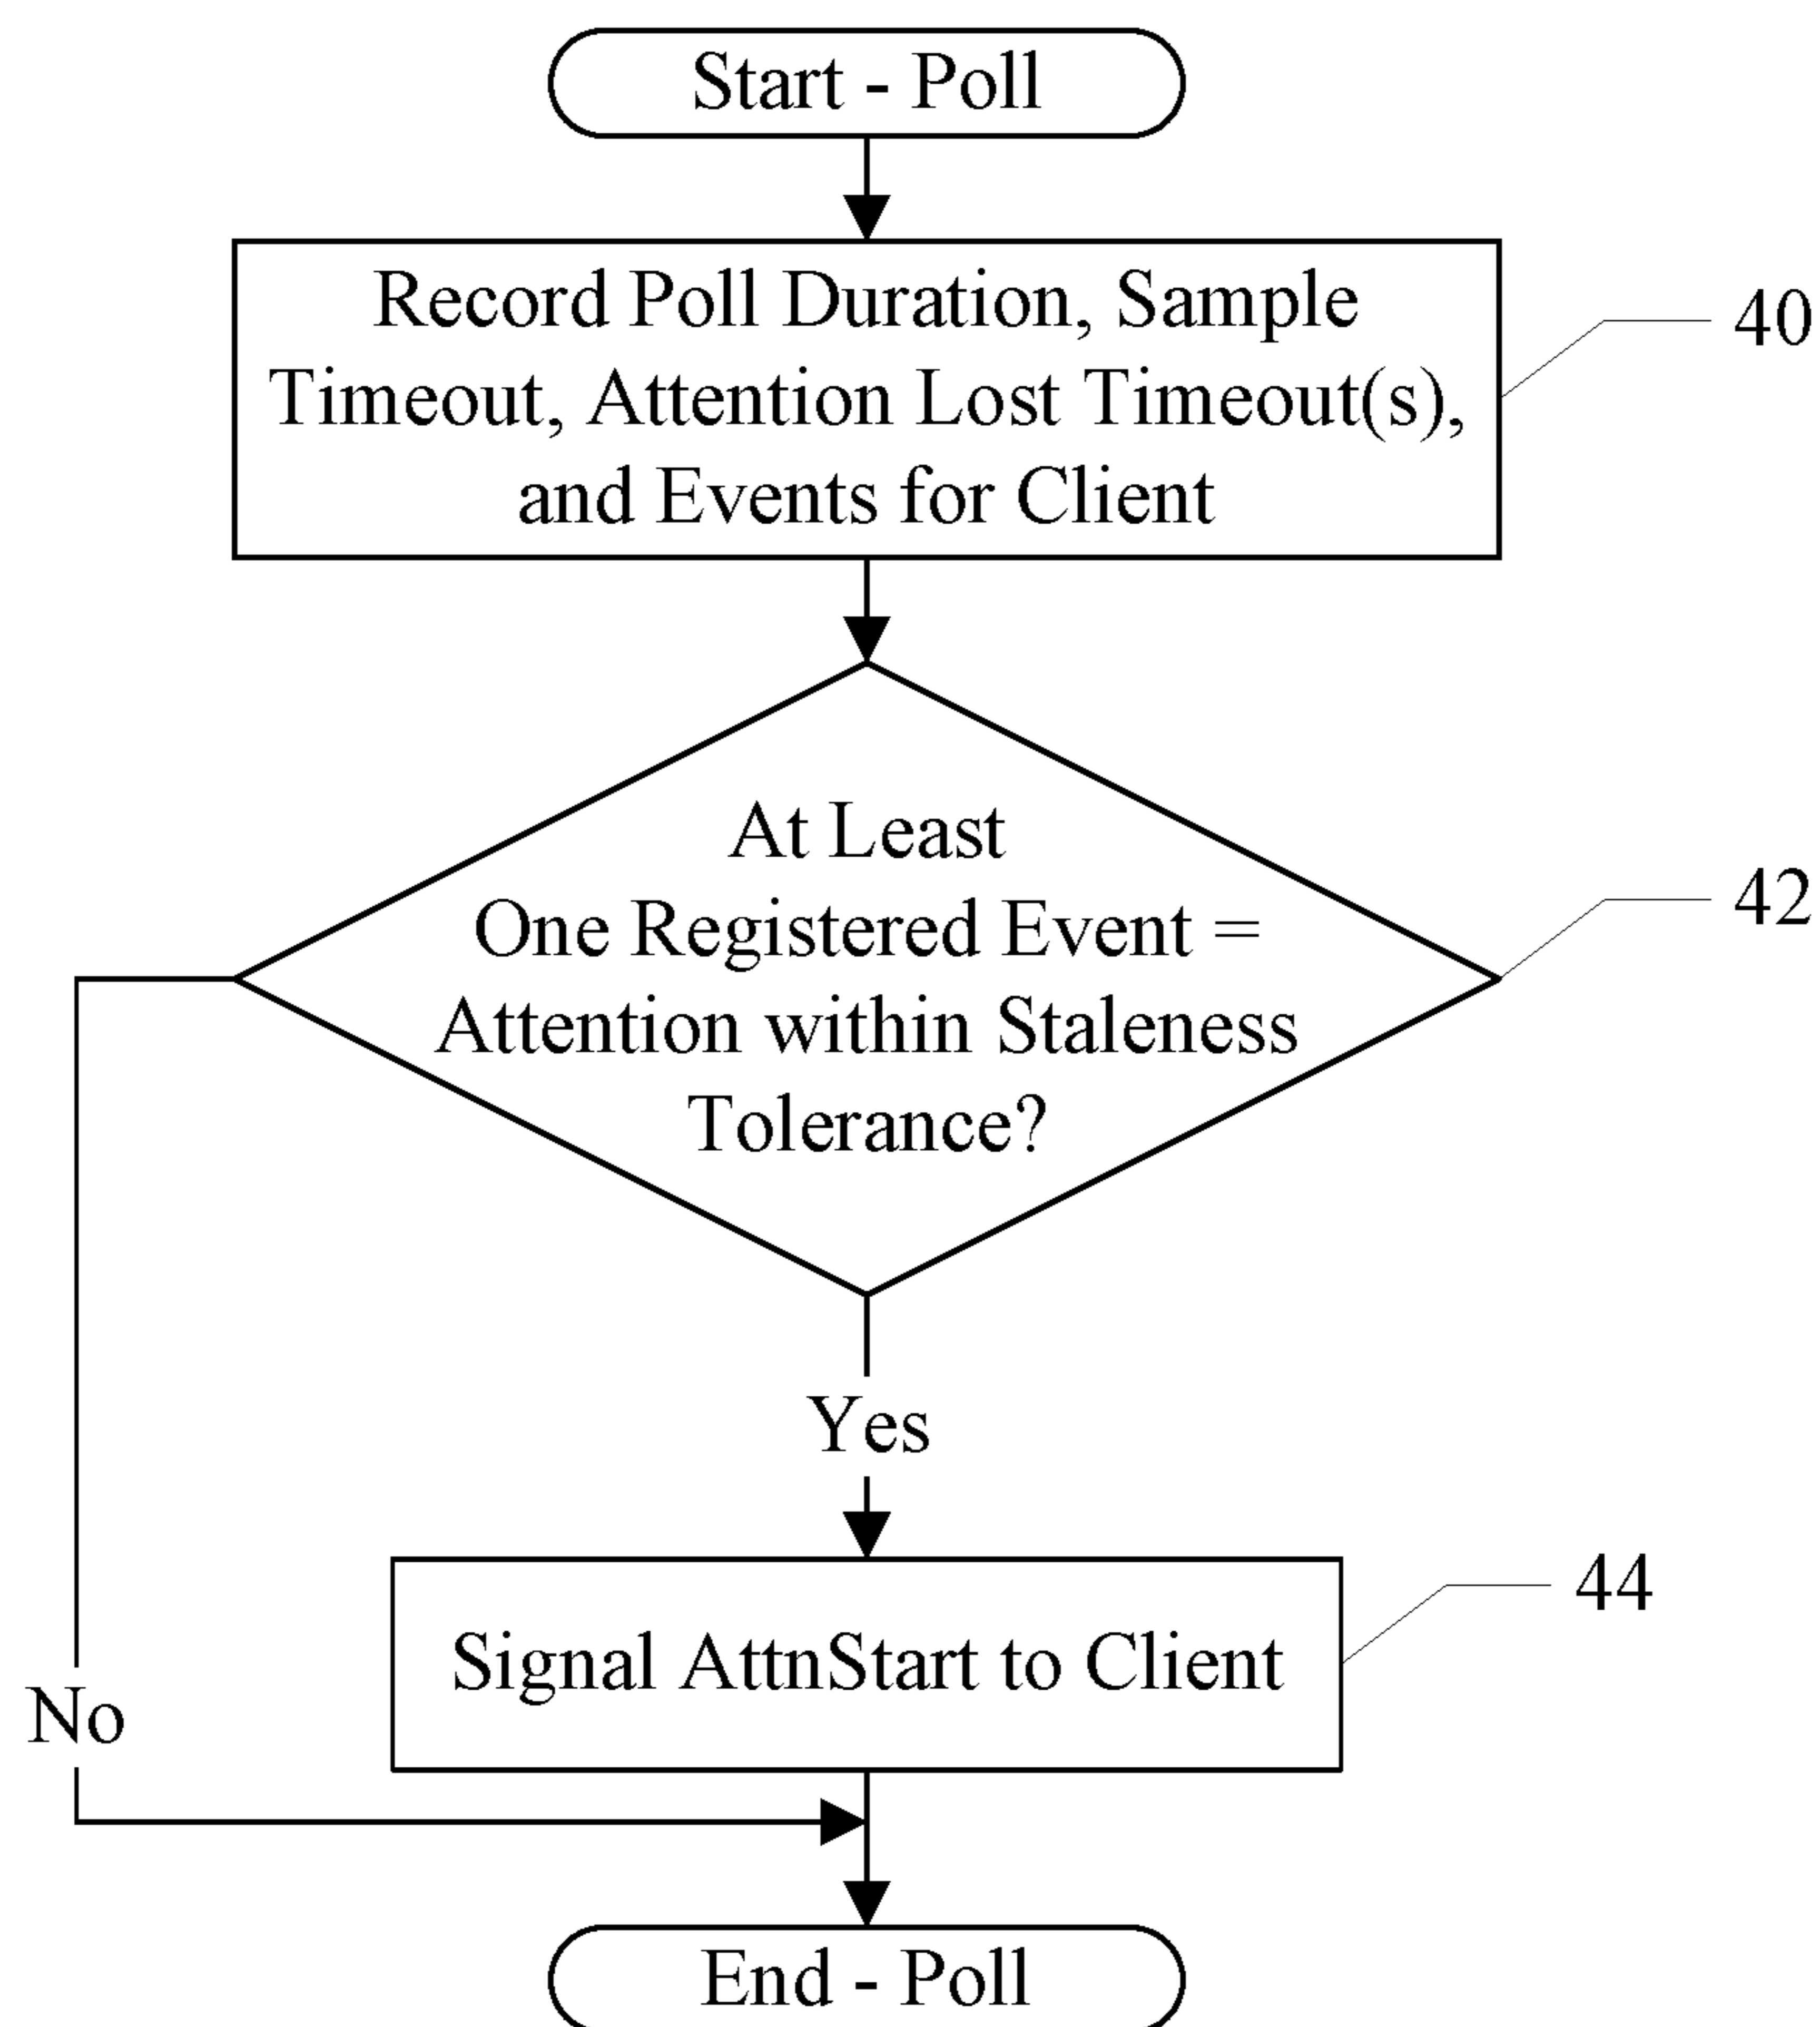 Start - Poll
Record Poll Duration, Sample
Timeout, Attention Lost Timeout(s),
and Events for Client
40
At Least
One Registered Event =
Attention within Staleness
Tolerance?
42
Yes
Signal AttnStart to Client
44
No
End - Poll